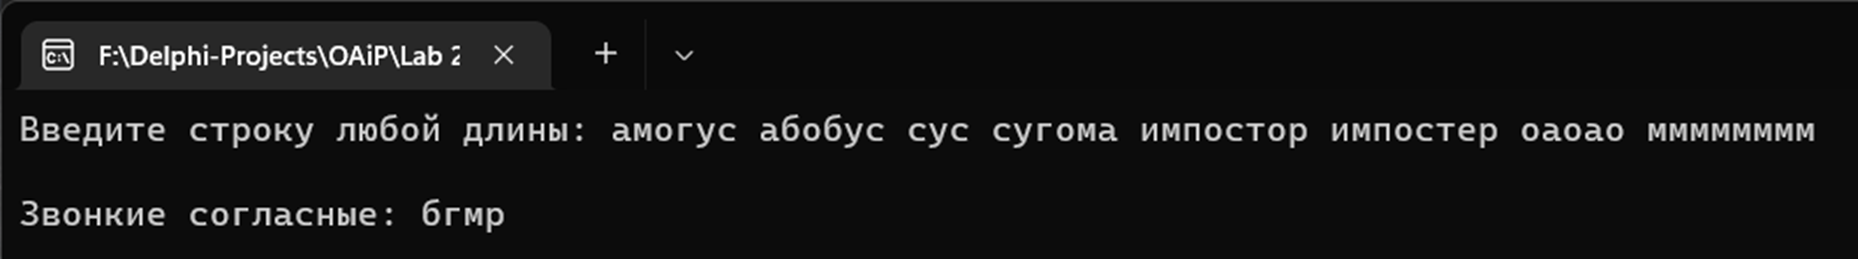 F:\Delphi-Projects\OAiP\Lab 2
Введите строку любой длины: амогус абобус сус сугома импостор импостер оаоао мммммммм
Звонкие согласные: бгмр